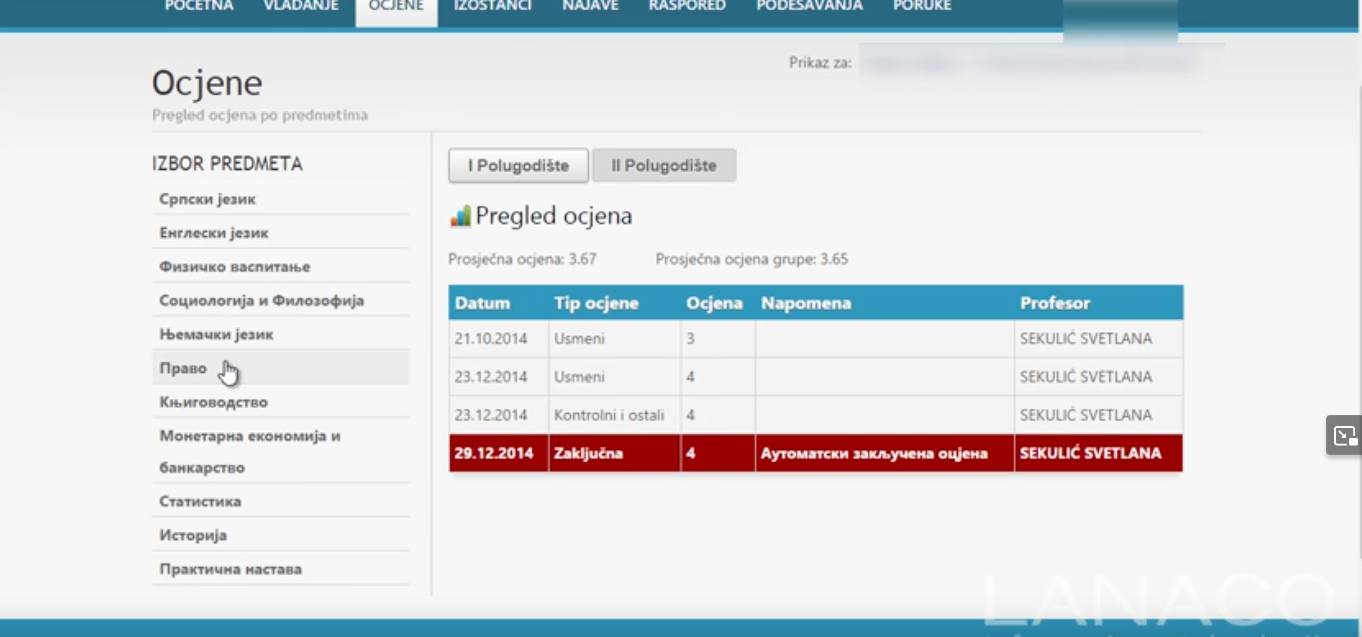 POČETNA VLADANJE OCJENE IZOSTANCI NAJAVE RASPORED PODEŠAVANJA PORUKE
Prikaz za:
Ocjene
Pregled ocjena po predmetima
IZBOR PREDMETA
Српски језик
Енглески језик
Физичко васпитање
Социологија и Филозофија
Њемачки језик
Право
Књиговодство
Монетарна економија и
банкарство
Статистика
Историја
Практична настава
I Polugodište II Polugodište
Pregled ocjena
Prosječna ocjena: 3.67 Prosječna ocjena grupe: 3.65
Datum Tip ocjene Ocjena Napomena Profesor
21.10.2014 Usmeni 3 SEKULIĆ SVETLANA
23.12.2014 Usmeni 4 SEKULIĆ SVETLANA
23.12.2014 Kontrolni i ostali 4 SEKULIĆ SVETLANA
29.12.2014 Zaključna 4 Аутоматски закључена оцјена SEKULIĆ SVETLANA
LANACO